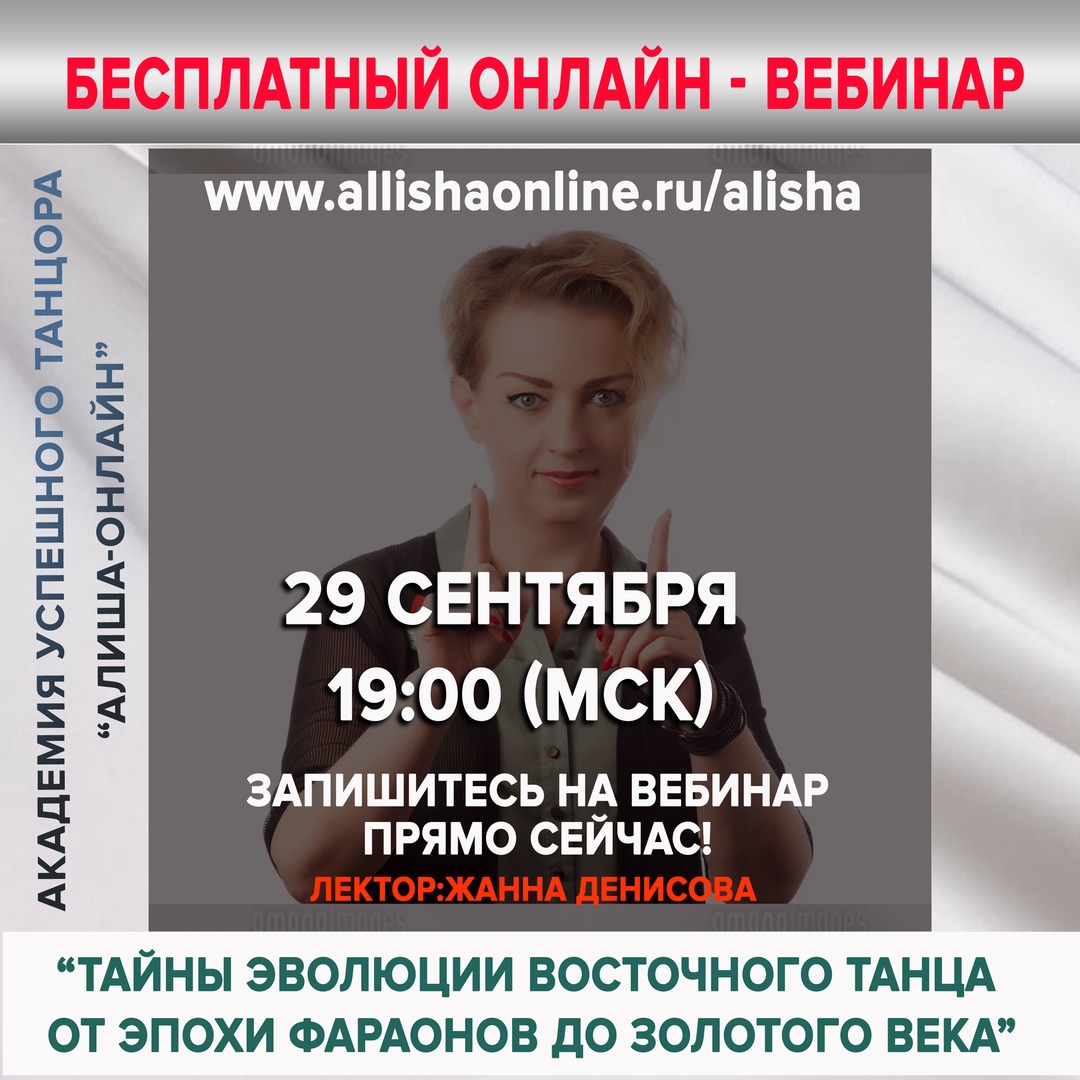 БЕСПЛАТНЫЙ ОНЛАЙН - ВЕБИНАР
www.allishaonline.ru/alisha
АКАДЕМИЯ УСПЕШНОГО ТАНЦОРА
“АЛИША-ОНЛАЙН”
29 СЕНТЯБРЯ
19:00 (МСК)
ЗАПИШИТЕСЬ НА ВЕБИНАР
ПРЯМО СЕЙЧАС!
ЛЕКТОР:ЖАННА ДЕНИСОВА
“ТАЙНЫ ЭВОЛЮЦИИ ВОСТОЧНОГО ТАНЦА
ОТ ЭПОХИ ФАРАОНОВ ДО ЗОЛОТОГО ВЕКА”